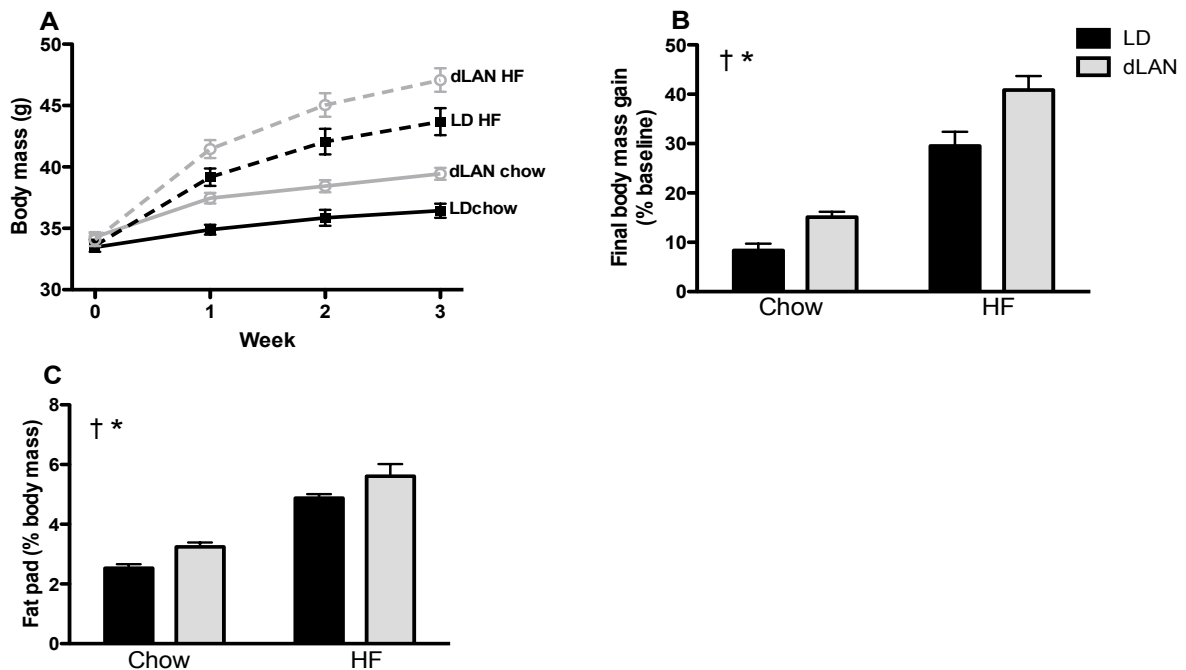 A
50
45
40
35
30
Body mass (g)
dLAN HF
LD HF
dLAN chow
LDchow
0 1 2 3
Week
B
† *
50
40
30
20
10
0
Final body mass gain
(% baseline)
Chow HF
LD
dLAN
C
† *
8
6
4
2
0
Fat pad (% body mass)
Chow HF